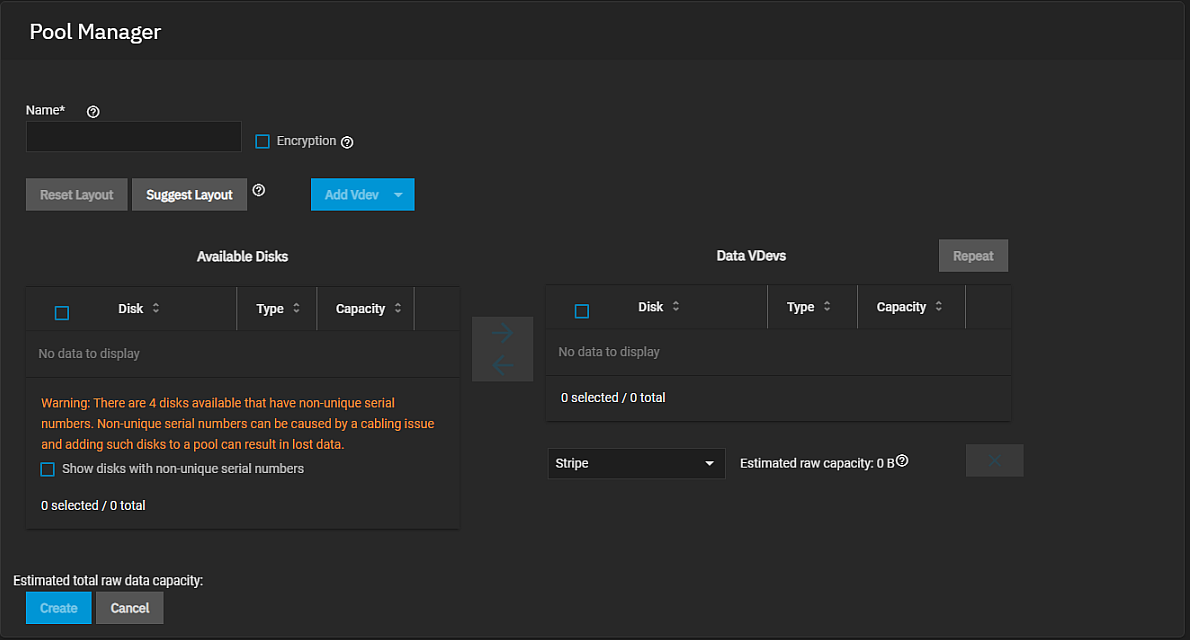 Pool Manager
Name*
Encryption
Reset Layout
Suggest Layout
Add Vdev
Available Disks
Disk
Type
Capacity
No data to display
Warning: There are 4 disks available that have non-unique serial
numbers. Non-unique serial numbers can be caused by a cabling issue
and adding such disks to a pool can result in lost data.
Show disks with non-unique serial numbers
0 selected / 0 total
Data VDevs
Repeat
Disk
Type
Capacity
No data to display
0 selected / 0 total
Stripe
Estimated raw capacity: 0 B
Estimated total raw data capacity:
Create
Cancel